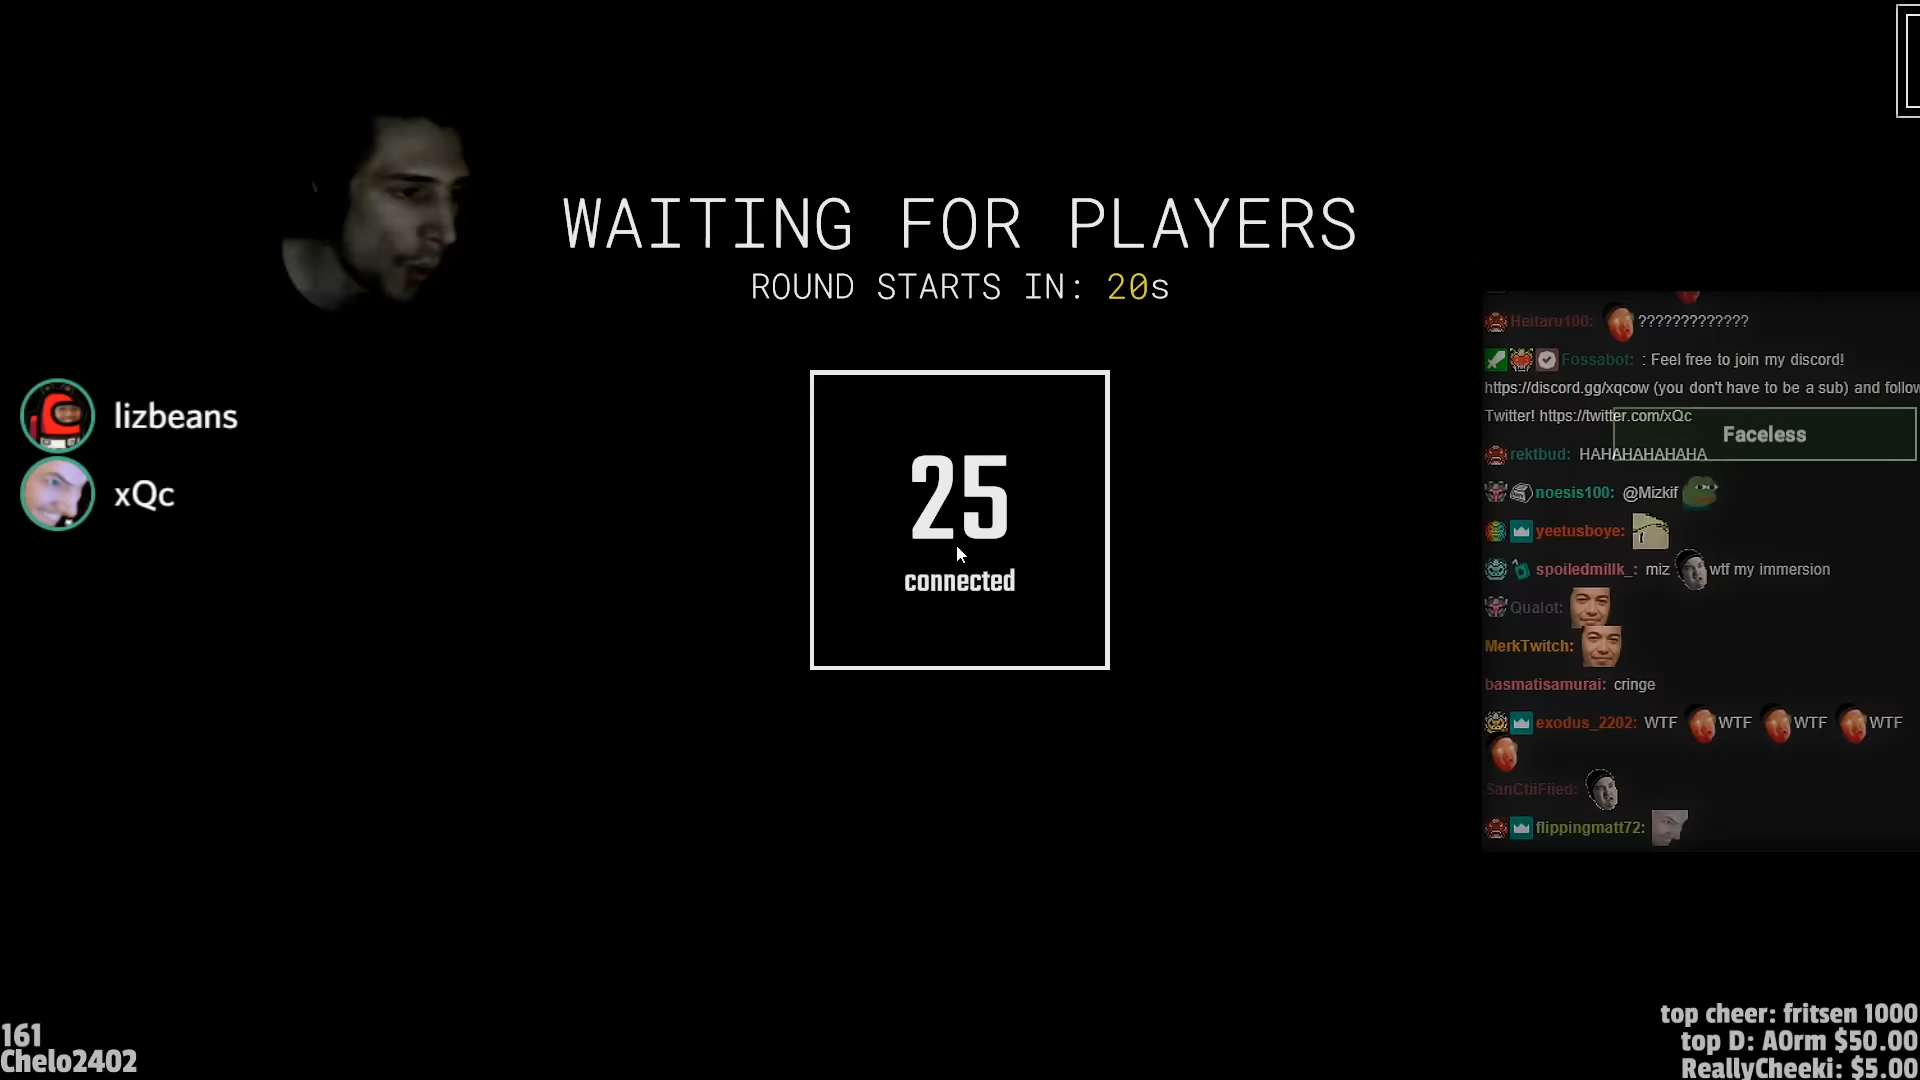 WAITING FOR PLAYERS
ROUND STARTS IN: 20s
lizbeans
xQc
25
connected
Heitaru100: ?????????????
Fossabot: : Feel free to join my discord!
https://discord.gg/xqcow (you don't have to be a sub) and follow
Twitter! https://twitter.com/xQc
Faceless
rektbud: HAHAHAHAHAHA
noesis100: @Mizkif
yeetusboye:
spoiledmillk_: miz wtf my immersion
Qualot:
MerkTwitch:
basmatisamurai: cringe
exodus_2202: WTF WTF WTF WTF
SanCtiiFiied:
flippingmatt72:
161
Chelo2402
top cheer: fritsen 1000
top D: A0rm $50.00
ReallyCheeki: $5.00